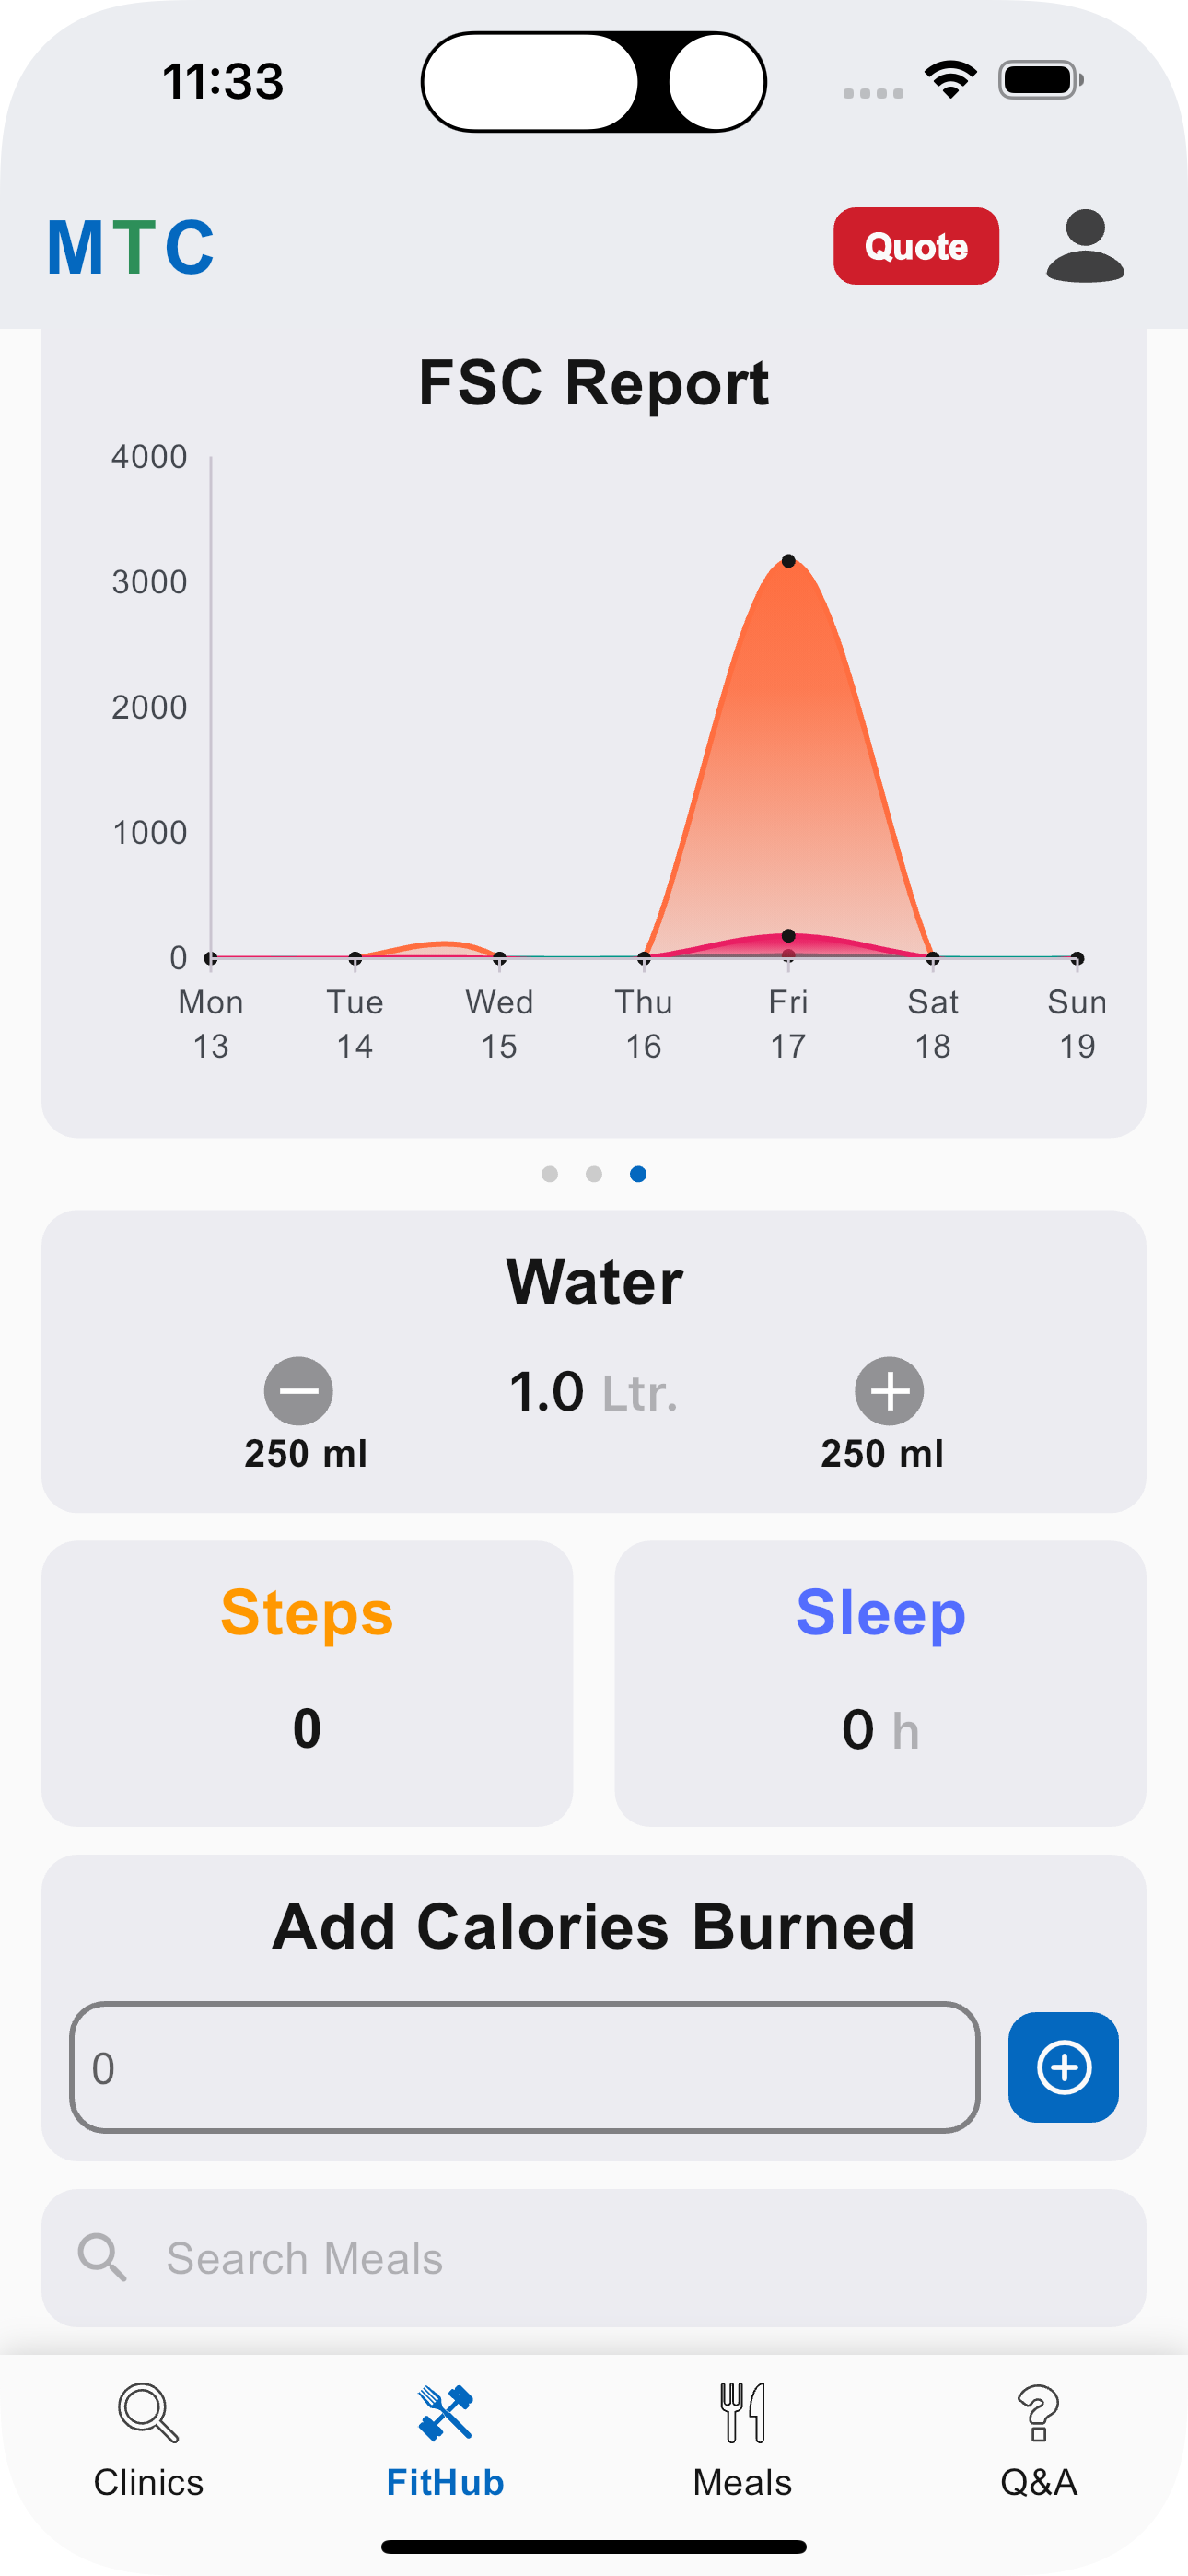 11:33
MTC
Quote
FSC Report
4000
3000
2000
1000
0
Mon Tue Wed Thu Fri Sat Sun
13 14 15 16 17 18 19
Water
1.0 Ltr.
250 ml 250 ml
Steps Sleep
0 0 h
Add Calories Burned
0
Search Meals
Clinics FitHub Meals Q&A